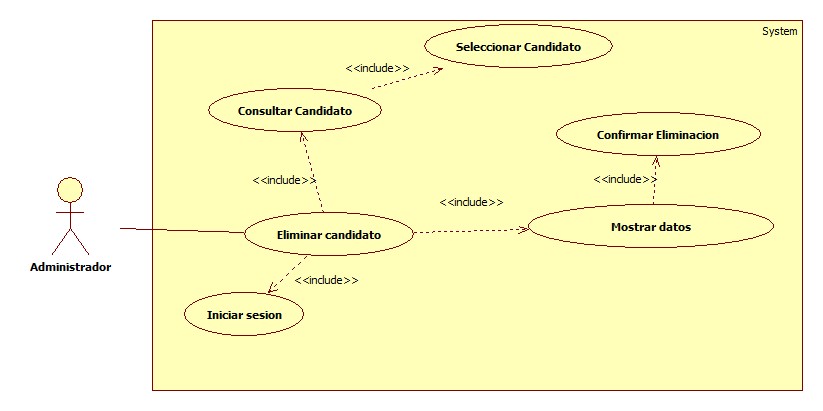 System
Seleccionar Candidato
<<include>>
Consultar Candidato
Confirmar Eliminacion
<<include>>
<<include>>
<<include>>
Eliminar candidato
Mostrar datos
Administrador
<<include>>
Iniciar sesion